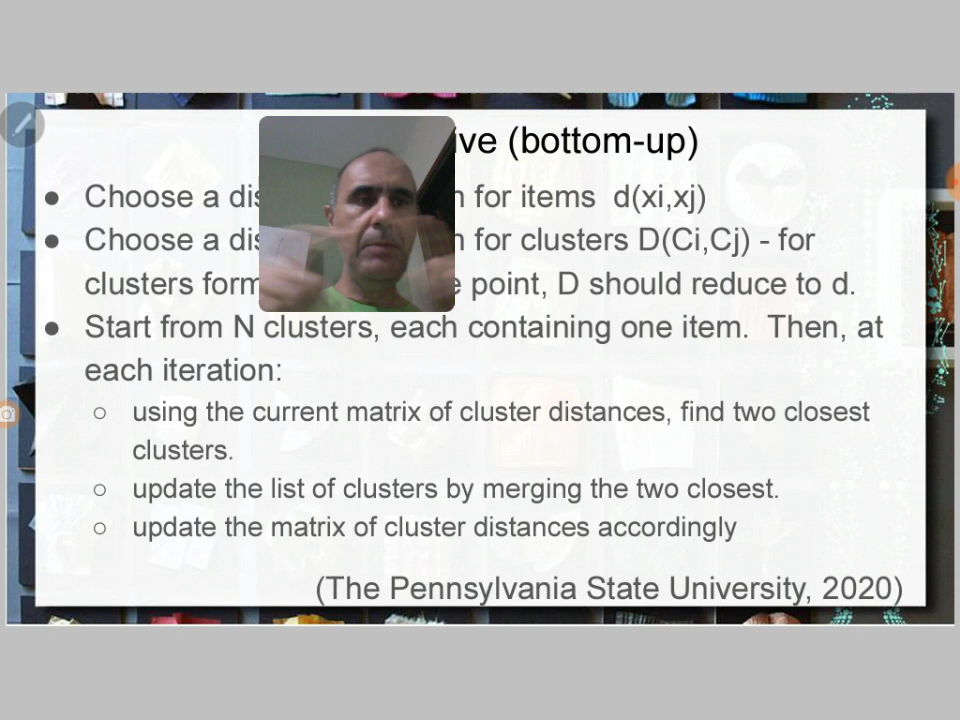 ive (bottom-up)
● Choose a dis n for items d(xi,xj)
● Choose a dis n for clusters D(Ci,Cj) - for
clusters form e point, D should reduce to d.
● Start from N clusters, each containing one item. Then, at
each iteration:
○ using the current matrix of cluster distances, find two closest
clusters.
○ update the list of clusters by merging the two closest.
○ update the matrix of cluster distances accordingly
(The Pennsylvania State University, 2020)